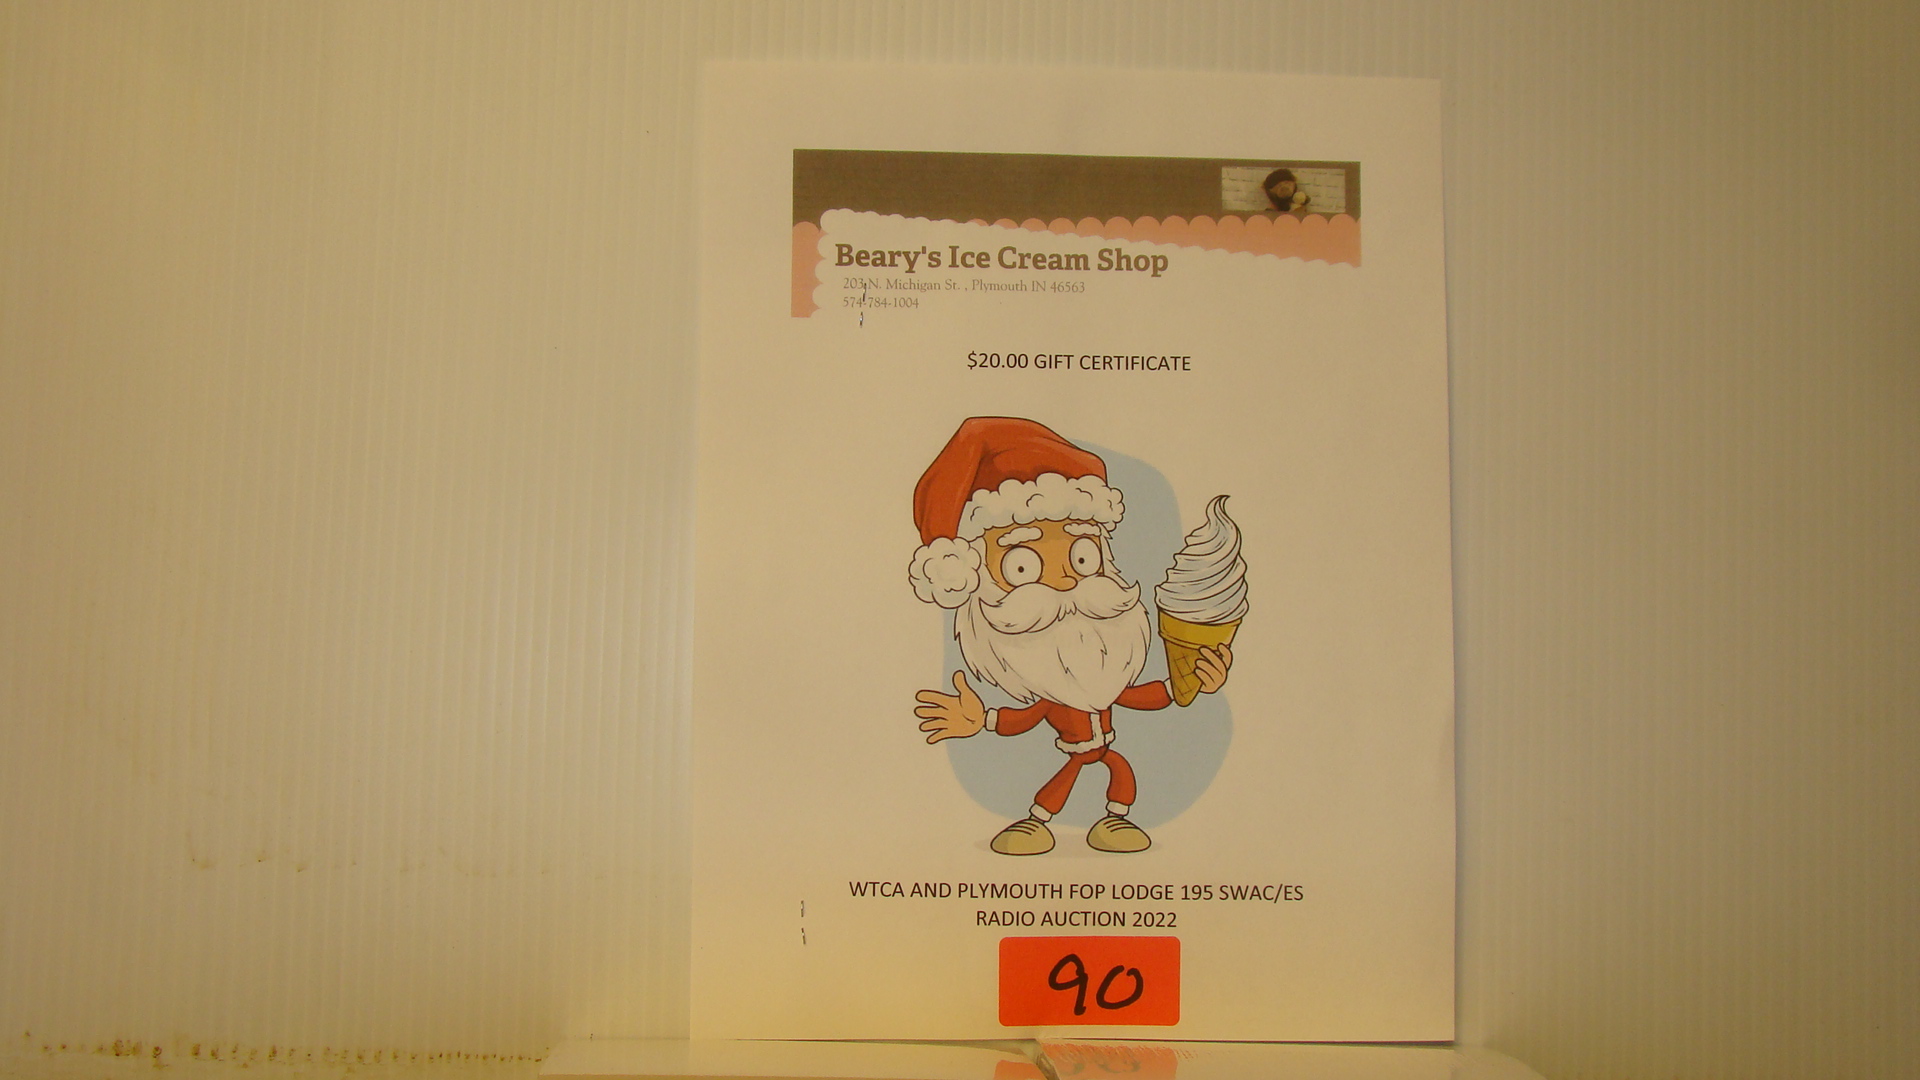 Beary's Ice Cream Shop
203 N. Michigan St. , Plymouth IN 46563
574-784-1004
$20.00 GIFT CERTIFICATE
WTCA AND PLYMOUTH FOP LODGE 195 SWAC/ES
RADIO AUCTION 2022
90